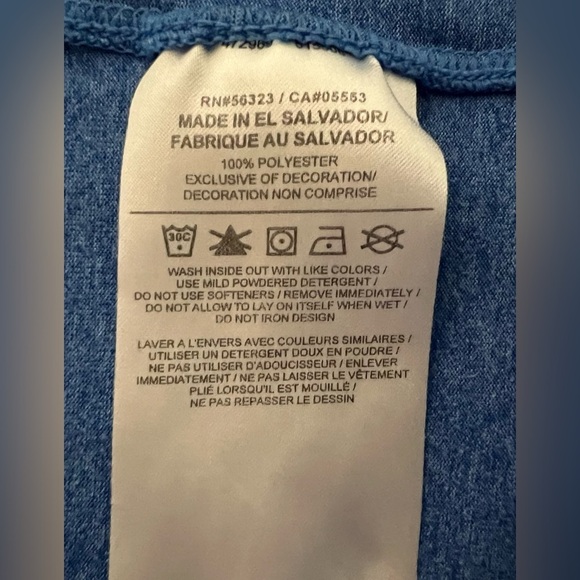 RN#56323 / CA#05553
MADE IN EL SALVADOR/
FABRIQUE AU SALVADOR
100% POLYESTER
EXCLUSIVE OF DECORATION/
DECORATION NON COMPRISE
30C
WASH INSIDE OUT WITH LIKE COLORS /
USE MILD POWDERED DETERGENT /
DO NOT USE SOFTENERS / REMOVE IMMEDIATELY /
DO NOT ALLOW TO LAY ON ITSELF WHEN WET /
DO NOT IRON DESIGN
LAVER A L'ENVERS AVEC COULEURS SIMILAIRES /
UTILISER UN DETERGENT DOUX EN POUDRE /
NE PAS UTILISER D'ADOUCISEUR / ENLEVER
IMMEDIATEMENT / NE PAS LAISSER LE VÊTEMENT
PLIÉ LORSQU'IL EST MOUILLÉ /
NE PAS REPASSER LE DESSIN